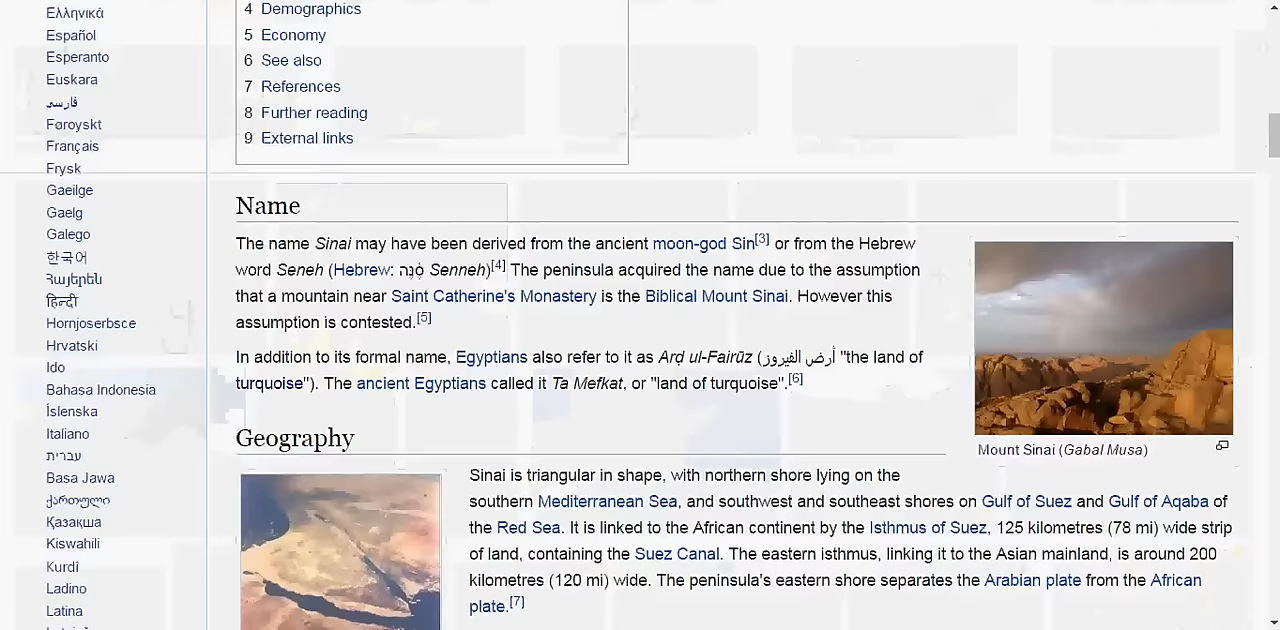 Ελληνικά
Español
Esperanto
Euskara
فارسی
Føroyskt
Français
Frysk
Gaeilge
Gaelg
Galego
한국어
Հայերեն
हिन्दी
Hornjoserbsce
Hrvatski
Ido
Bahasa Indonesia
Íslenska
Italiano
עברית
Basa Jawa
ქართული
Қазақша
Kiswahili
Kurdî
Ladino
Latina
4 Demographics
5 Economy
6 See also
7 References
8 Further reading
9 External links
Name
The name Sinai may have been derived from the ancient moon-god Sin[3] or from the Hebrew
word Seneh (Hebrew: סֶ֫נֶּה Senneh)[4] The peninsula acquired the name due to the assumption
that a mountain near Saint Catherine's Monastery is the Biblical Mount Sinai. However this
assumption is contested.[5]
In addition to its formal name, Egyptians also refer to it as Arḍ ul-Fairūz (أرض الفيروز "the land of
turquoise"). The ancient Egyptians called it Ta Mefkat, or "land of turquoise".[6]
Mount Sinai (Gabal Musa)
Geography
Sinai is triangular in shape, with northern shore lying on the
southern Mediterranean Sea, and southwest and southeast shores on Gulf of Suez and Gulf of Aqaba of
the Red Sea. It is linked to the African continent by the Isthmus of Suez, 125 kilometres (78 mi) wide strip
of land, containing the Suez Canal. The eastern isthmus, linking it to the Asian mainland, is around 200
kilometres (120 mi) wide. The peninsula's eastern shore separates the Arabian plate from the African
plate.[7]